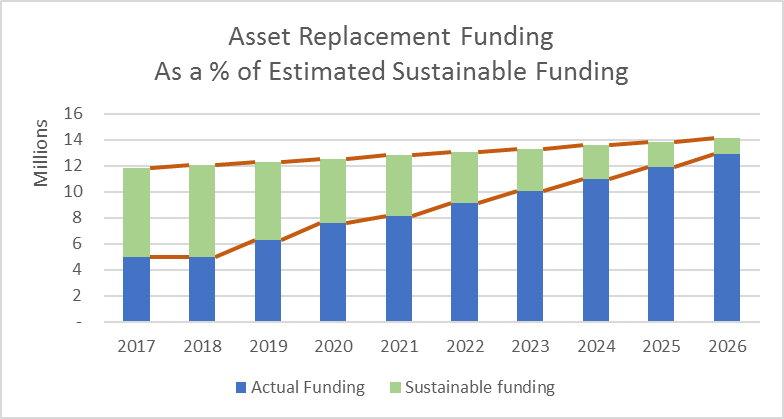 Asset Replacement Funding
As a % of Estimated Sustainable Funding
Millions
16
14
12
10
8
6
4
2
-
2017 2018 2019 2020 2021 2022 2023 2024 2025 2026
Actual Funding Sustainable funding